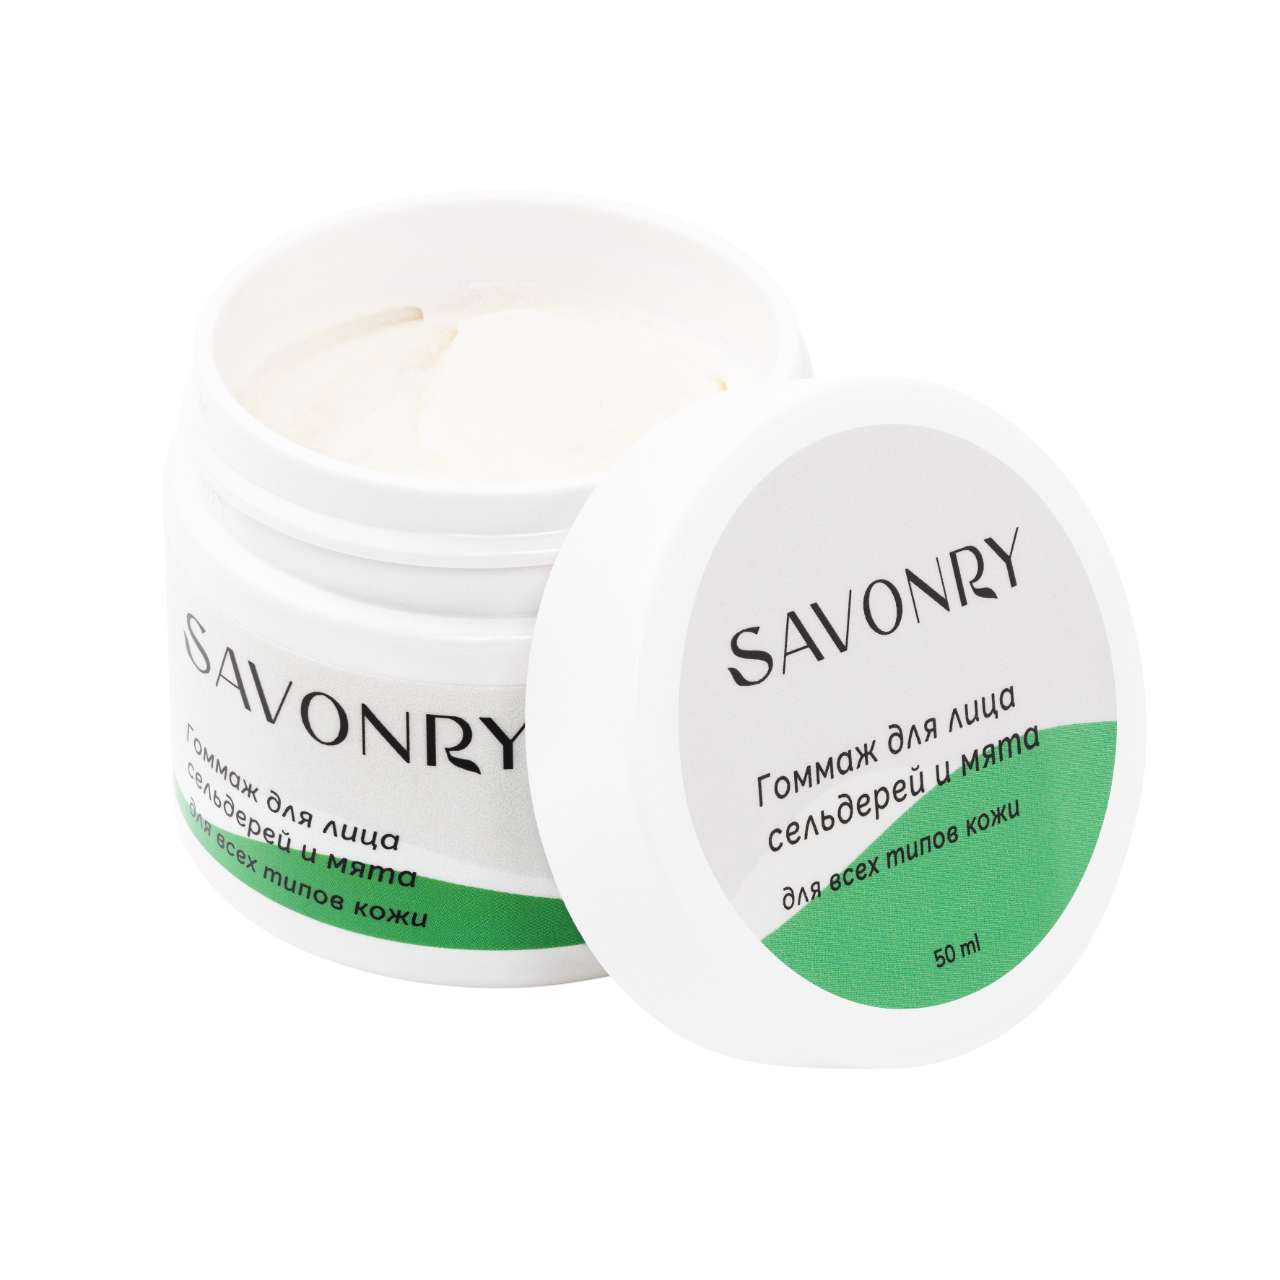 SAVONRY
Гоммаж для лица
сельдерей и мята
для всех типов кожи
SAVONRY
Гоммаж для лица
сельдерей и мята
для всех типов кожи
50 ml